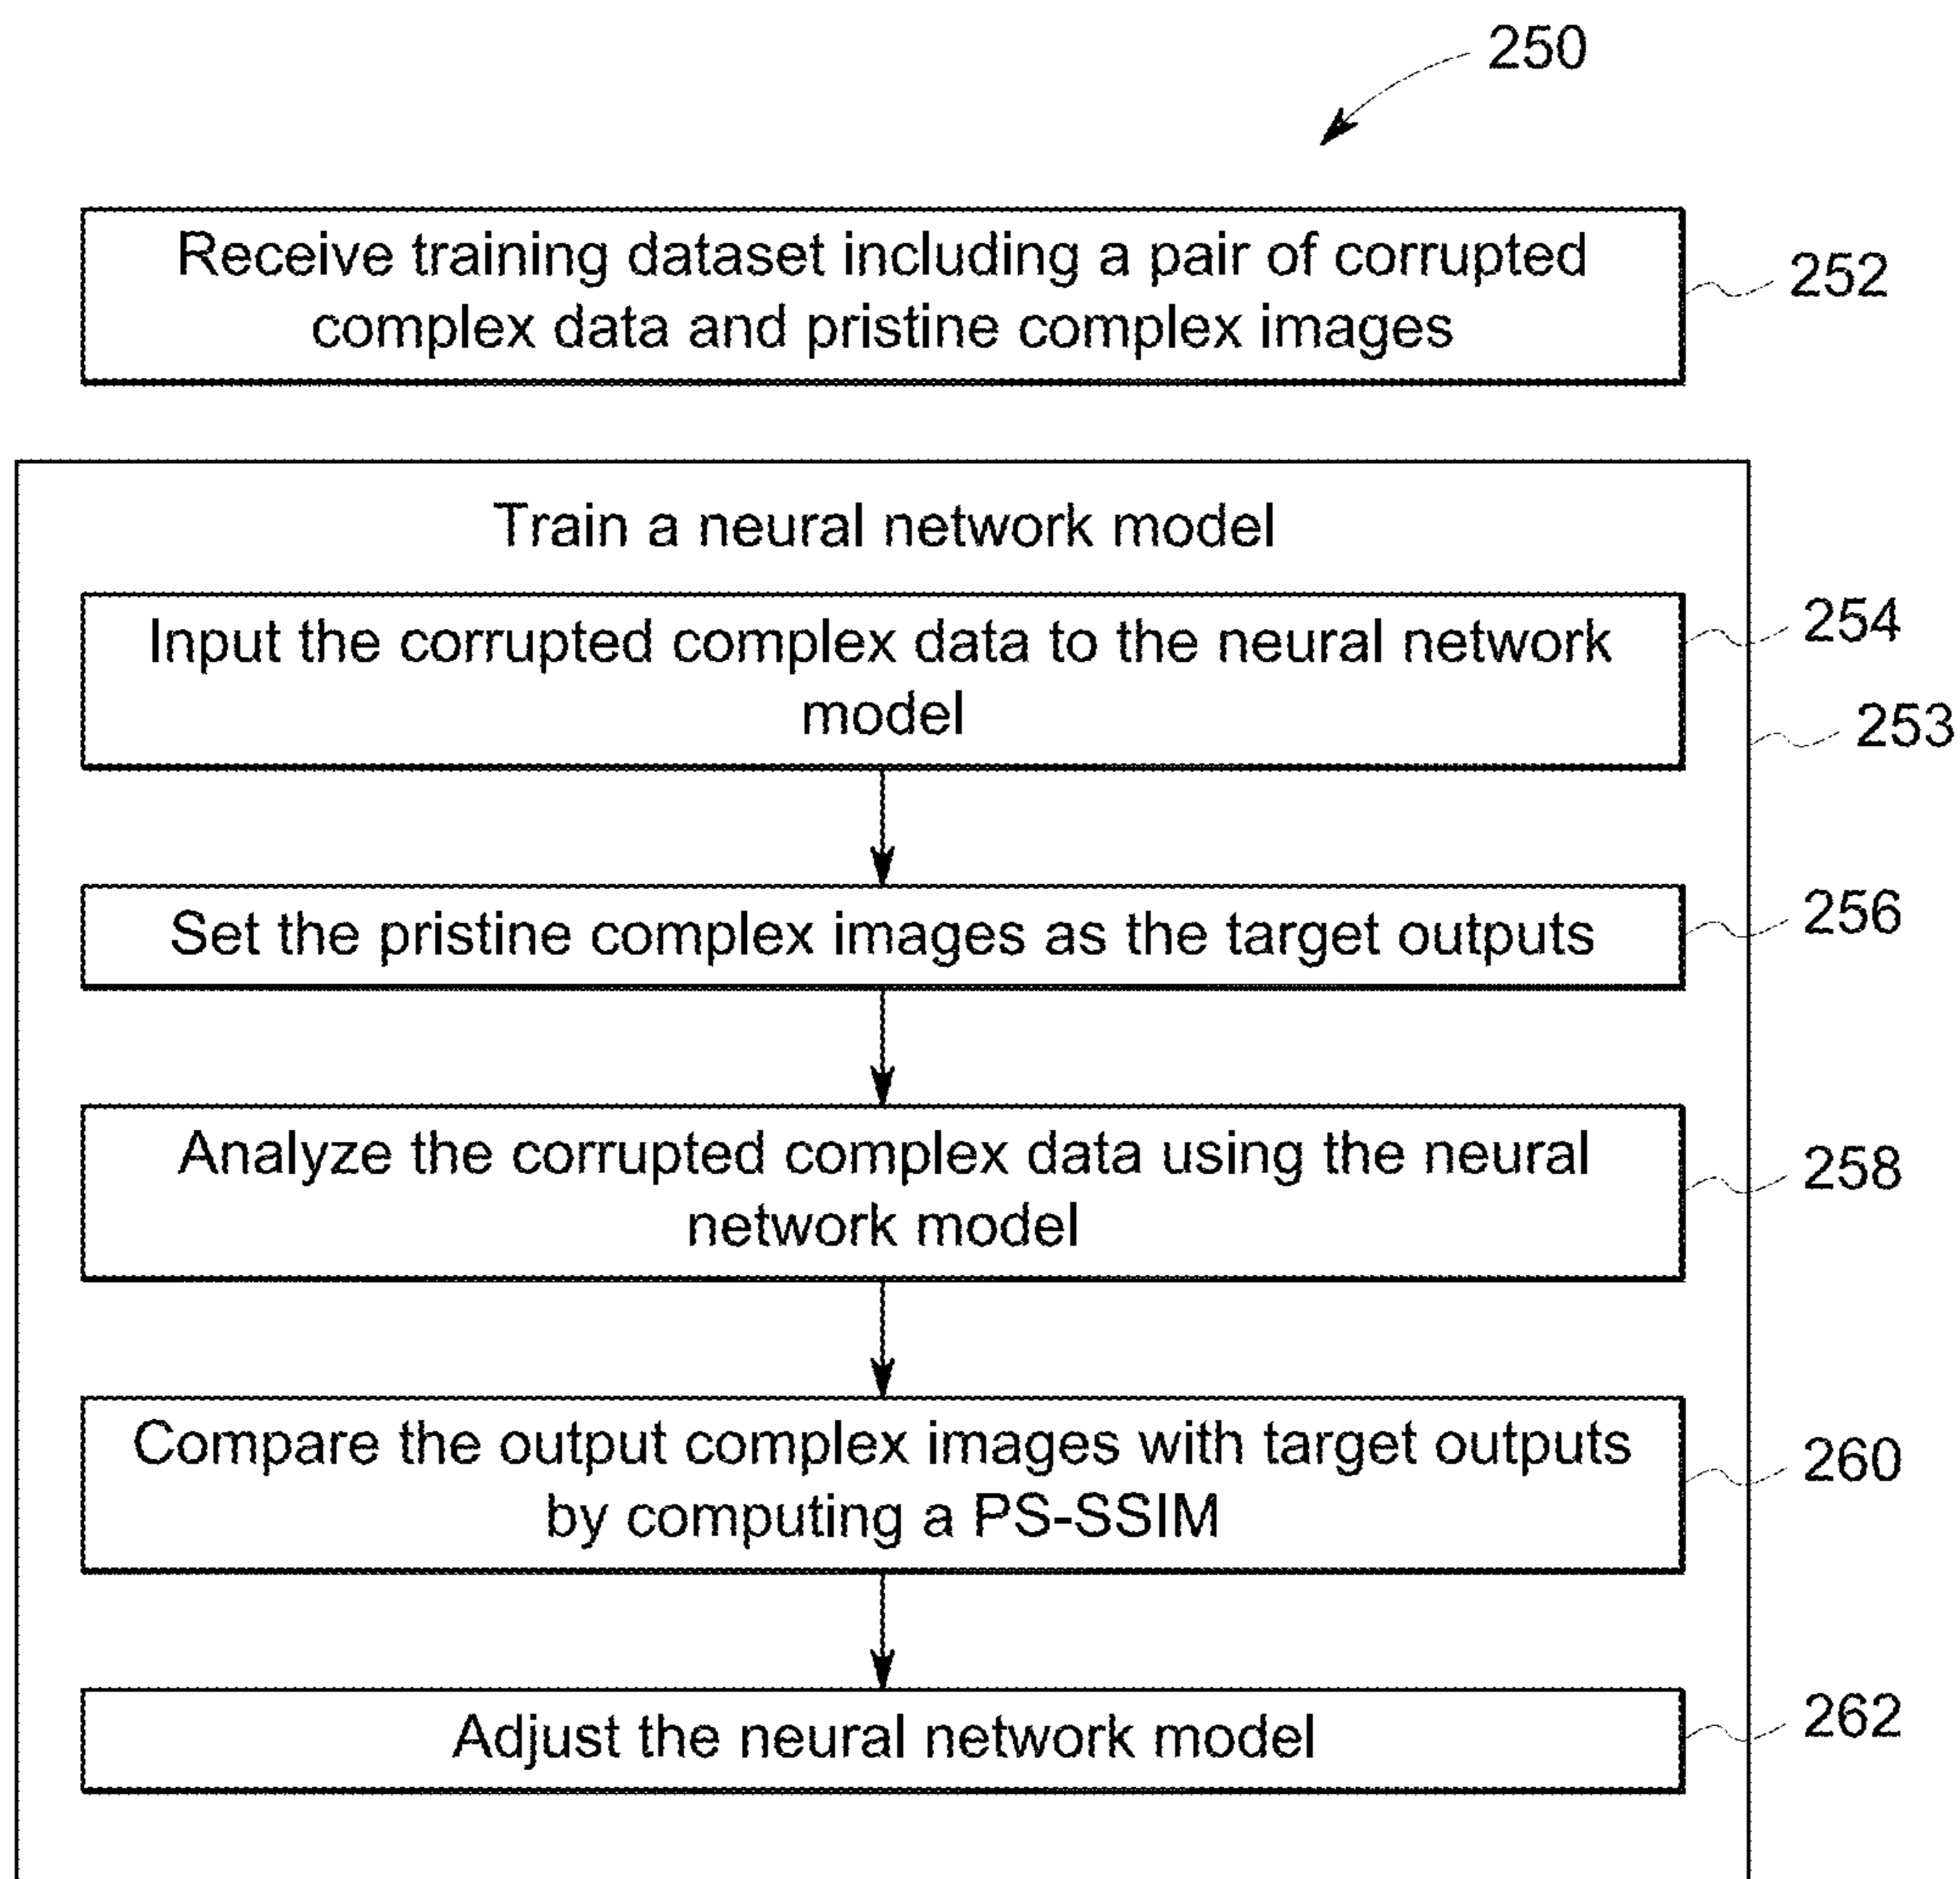 250
Receive training dataset including a pair of corrupted
complex data and pristine complex images
252
Train a neural network model
Input the corrupted complex data to the neural network
model
254
253
Set the pristine complex images as the target outputs
256
Analyze the corrupted complex data using the neural
network model
258
Compare the output complex images with target outputs
by computing a PS-SSIM
260
Adjust the neural network model
262